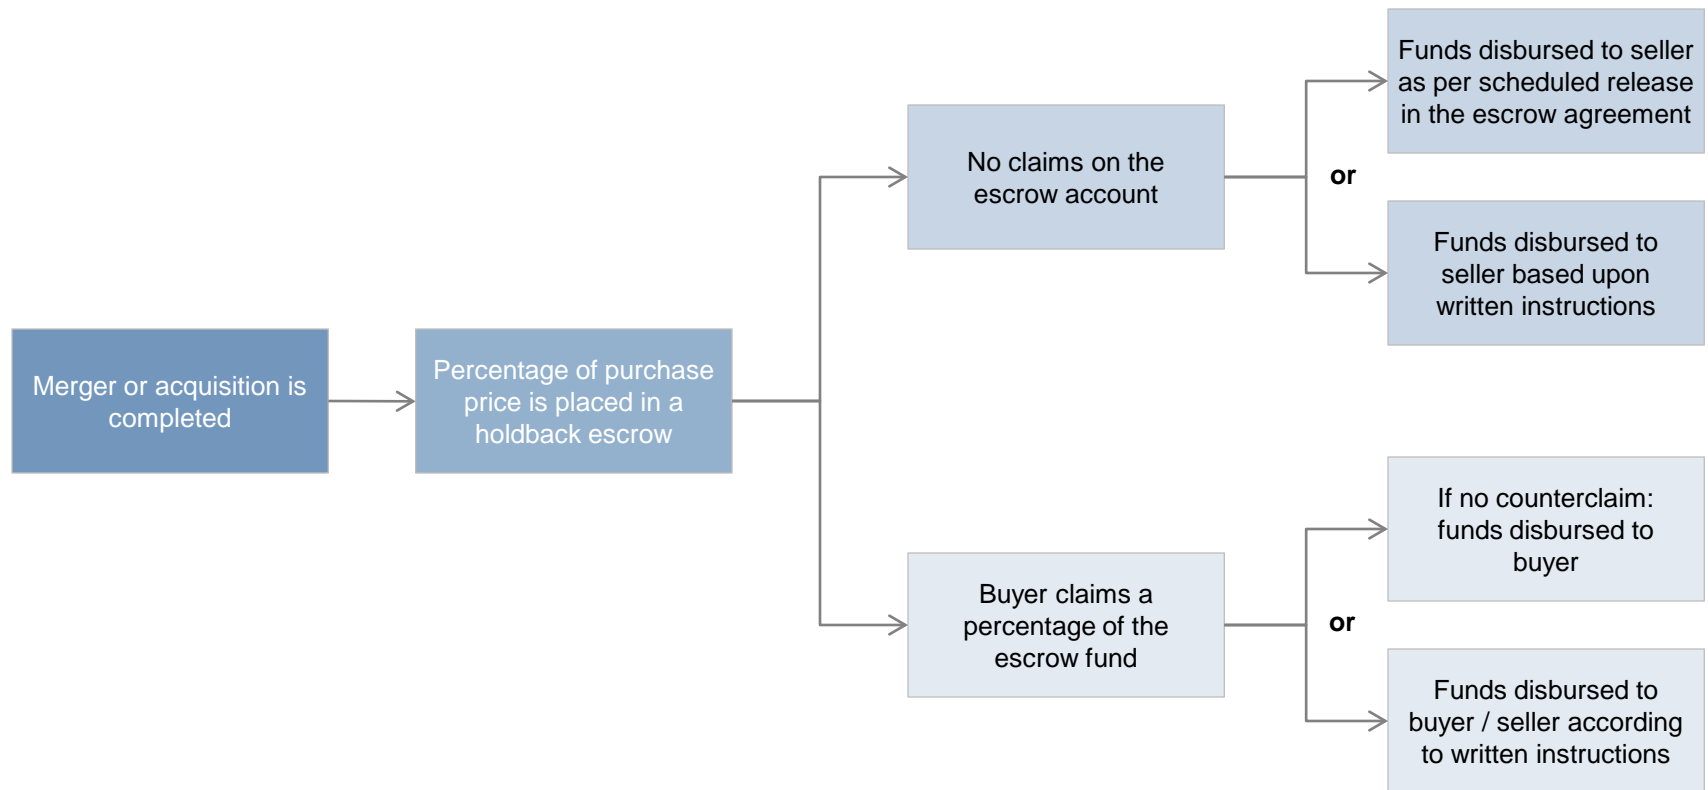 Funds disbursed to seller
as per scheduled release
in the escrow agreement
No claims on the
escrow account
or
Funds disbursed to
seller based upon
written instructions
Merger or acquisition is
completed
Percentage of purchase
price is placed in a
holdback escrow
If no counterclaim:
funds disbursed to
buyer
Buyer claims a
percentage of the
escrow fund
or
Funds disbursed to
buyer / seller according
to written instructions